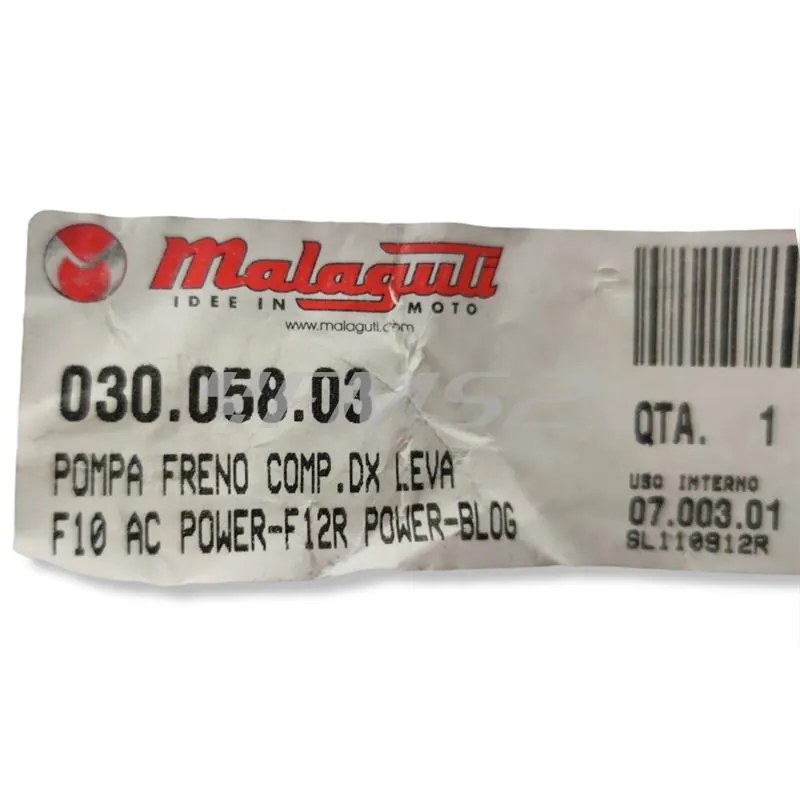 Malaguti
IDEE IN MOTO
www.malaguti.com
030.058.03
POMPA FRENO COMP.DX LEVA
F10 AC POWER-F12R POWER-BLOG
QTA. 1
USO INTERNO
07.003.01
SL110912R